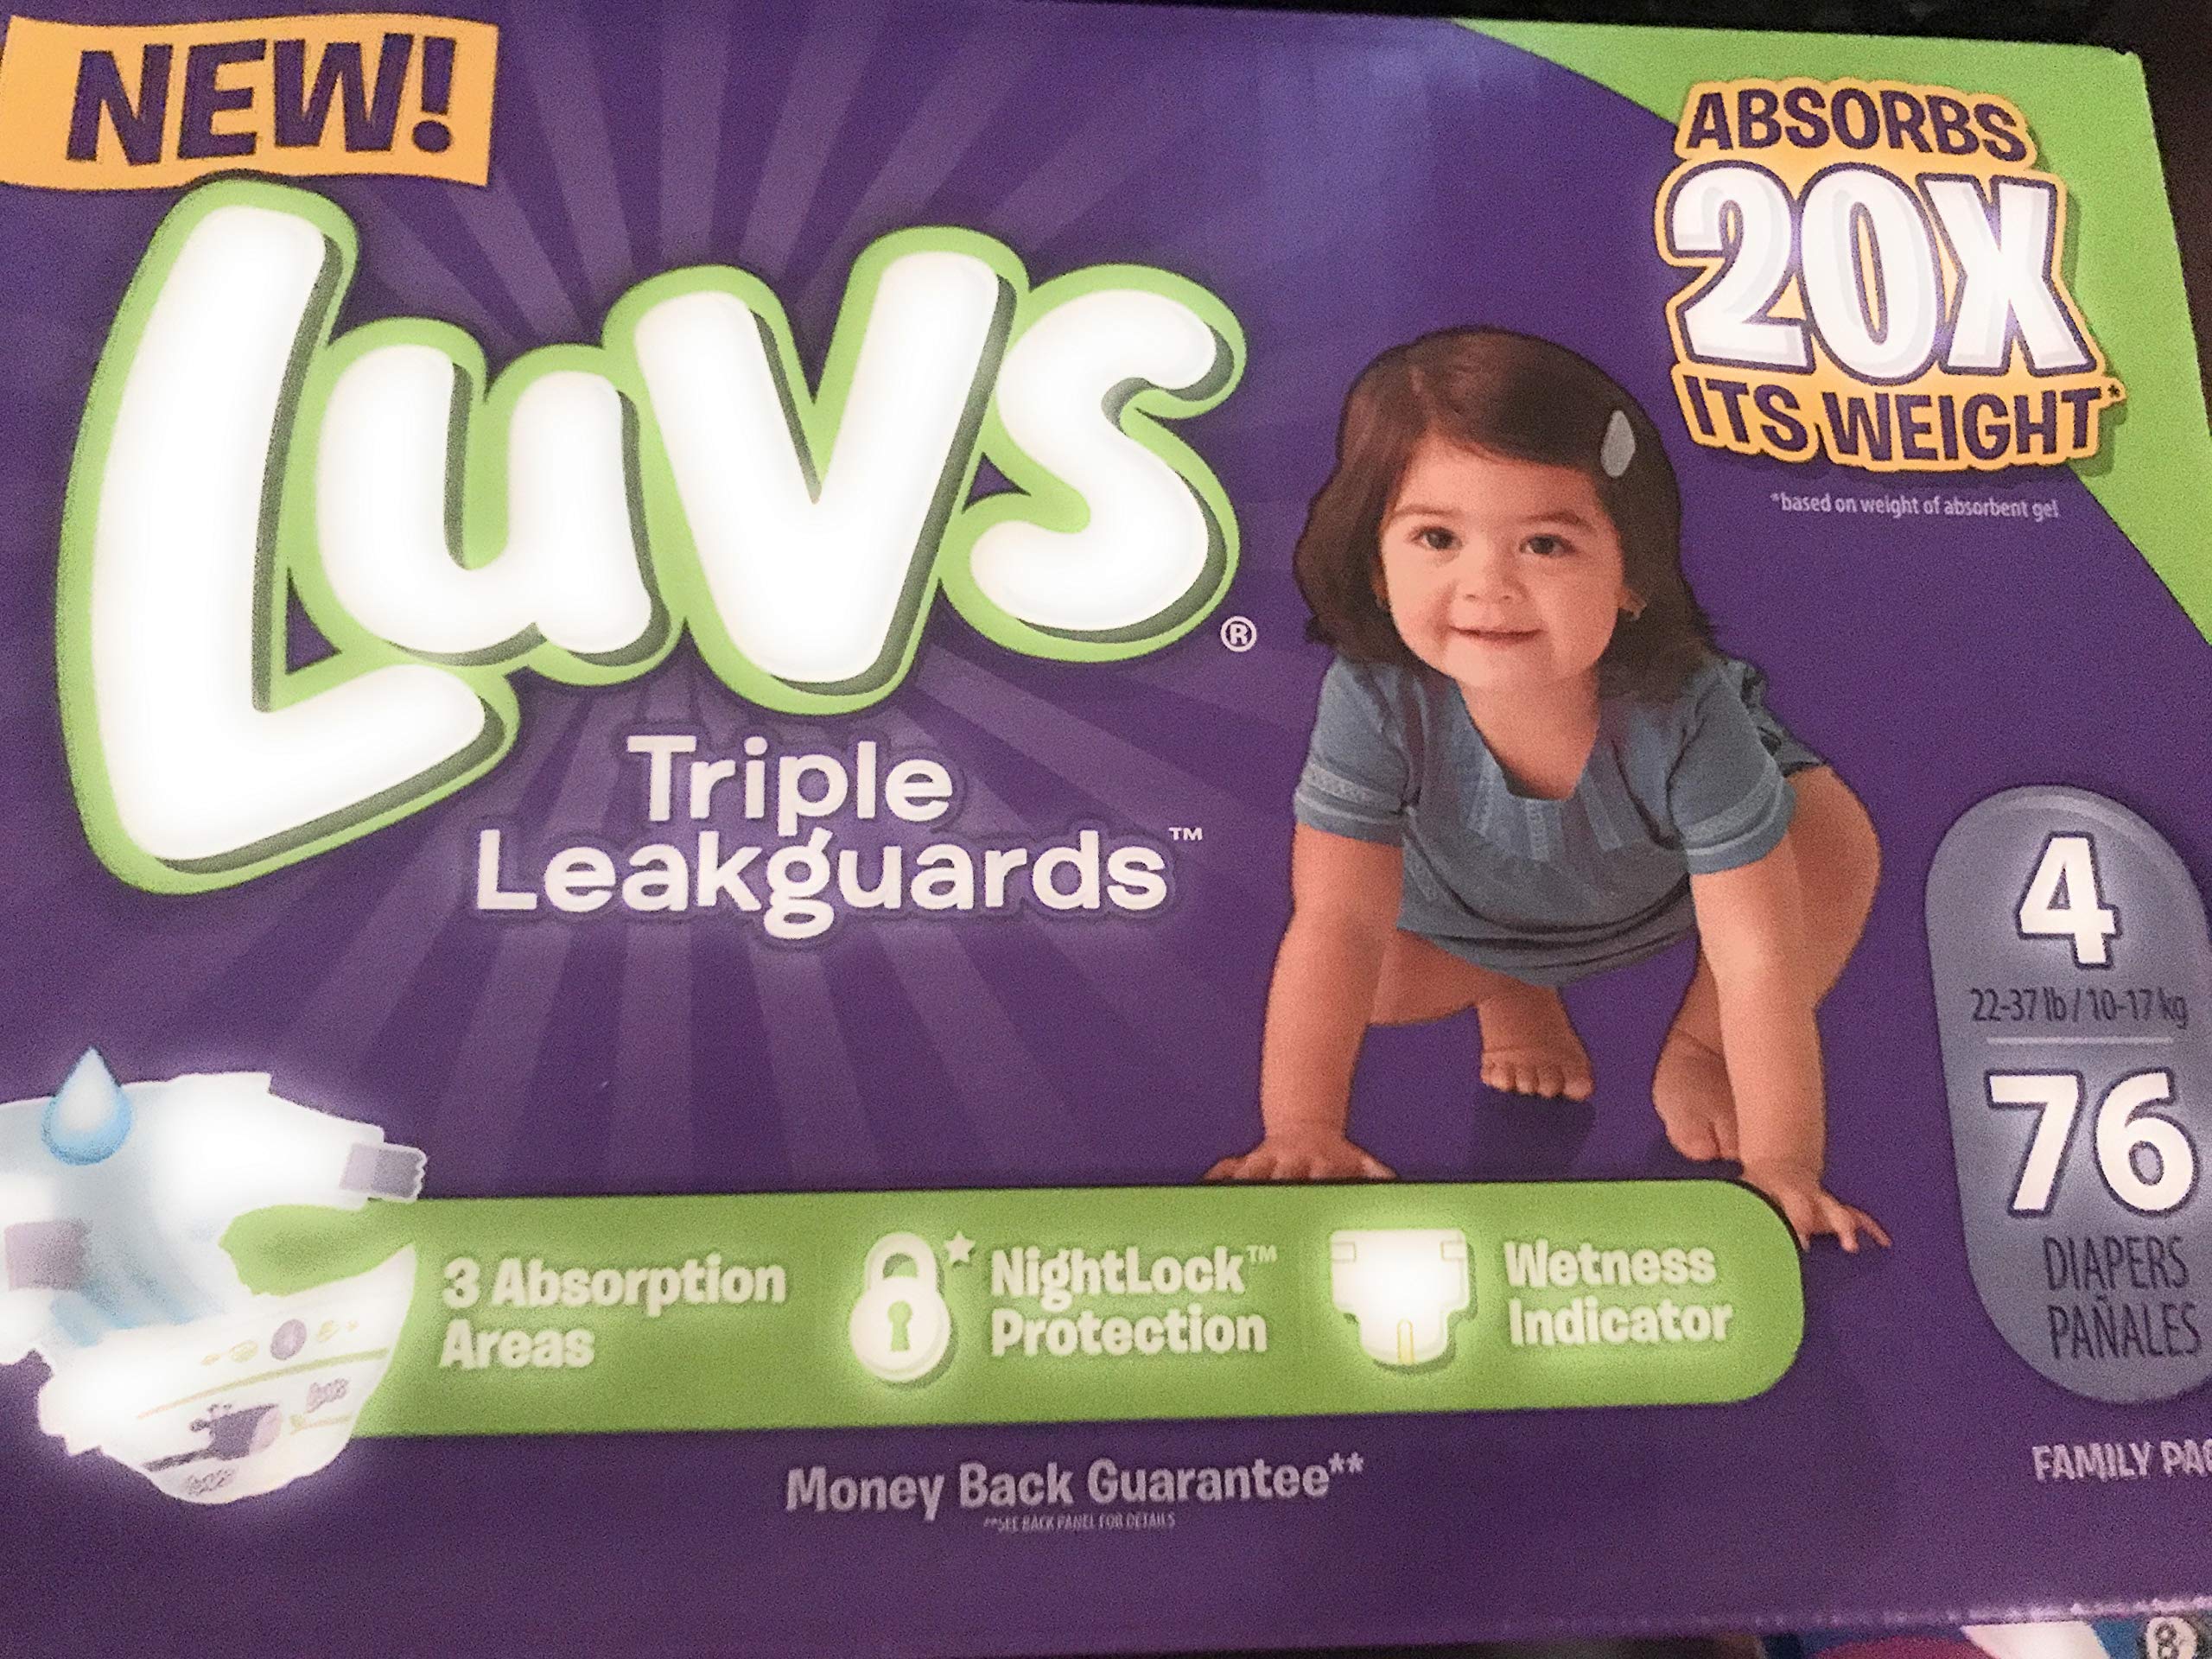 NEW!
Luvs®
Triple
Leakguards™
ABSORBS
20X
ITS WEIGHT*
*based on weight of absorbent gel
4
22-37 lb / 10-17 kg
76
DIAPERS
PAÑALES
3 Absorption
Areas
NightLock™
Protection
Wetness
Indicator
Money Back Guarantee**
**SEE BACK PANEL FOR DETAILS
FAMILY
8